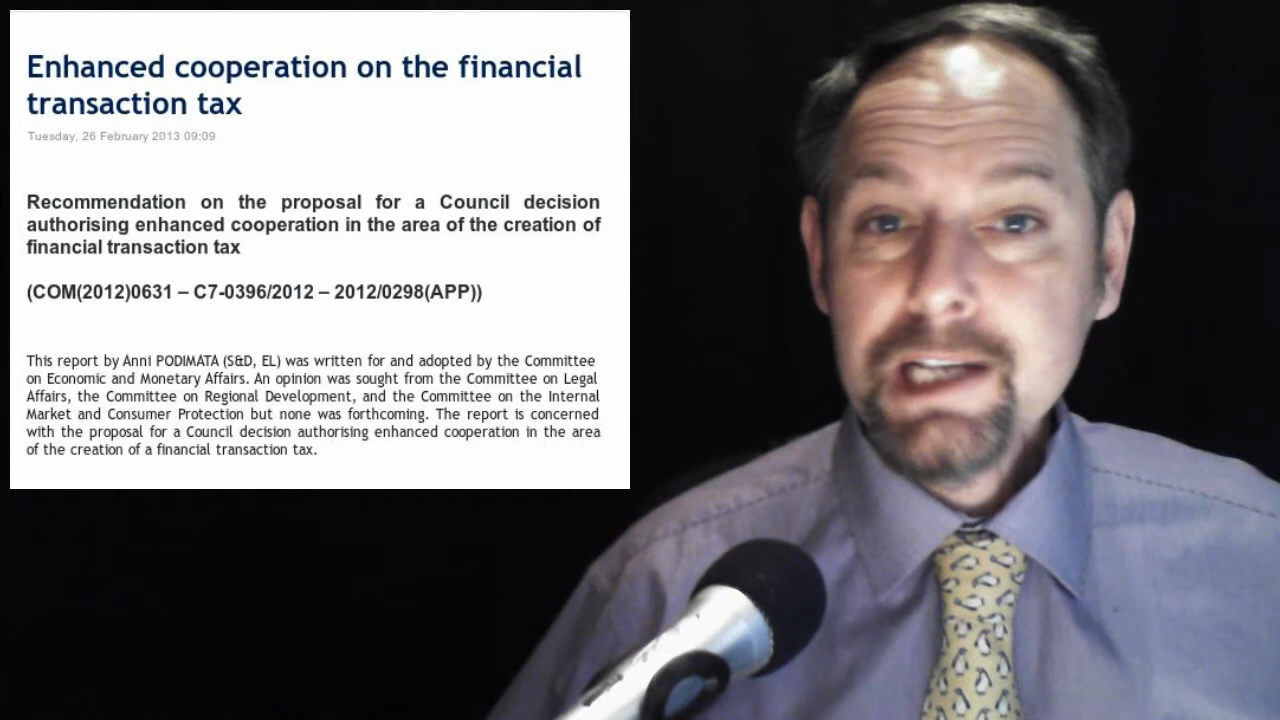 Enhanced cooperation on the financial
transaction tax
Tuesday, 26 February 2013 09:09
Recommendation on the proposal for a Council decision
authorising enhanced cooperation in the area of the creation of
financial transaction tax
(COM(2012)0631 – C7-0396/2012 – 2012/0298(APP))
This report by Anni PODIMATA (S&D, EL) was written for and adopted by the Committee
on Economic and Monetary Affairs. An opinion was sought from the Committee on Legal
Affairs, the Committee on Regional Development, and the Committee on the Internal
Market and Consumer Protection but none was forthcoming. The report is concerned
with the proposal for a Council decision authorising enhanced cooperation in the area
of the creation of a financial transaction tax.